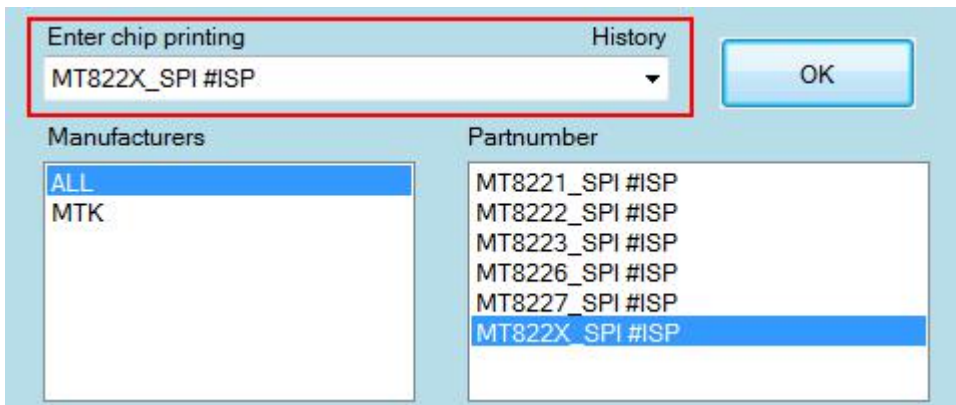 Enter chip printing History
MT822X_SPI #ISP
OK
Manufacturers
ALL
MTK
Partnumber
MT8221_SPI #ISP
MT8222_SPI #ISP
MT8223_SPI #ISP
MT8226_SPI #ISP
MT8227_SPI #ISP
MT822X_SPI #ISP